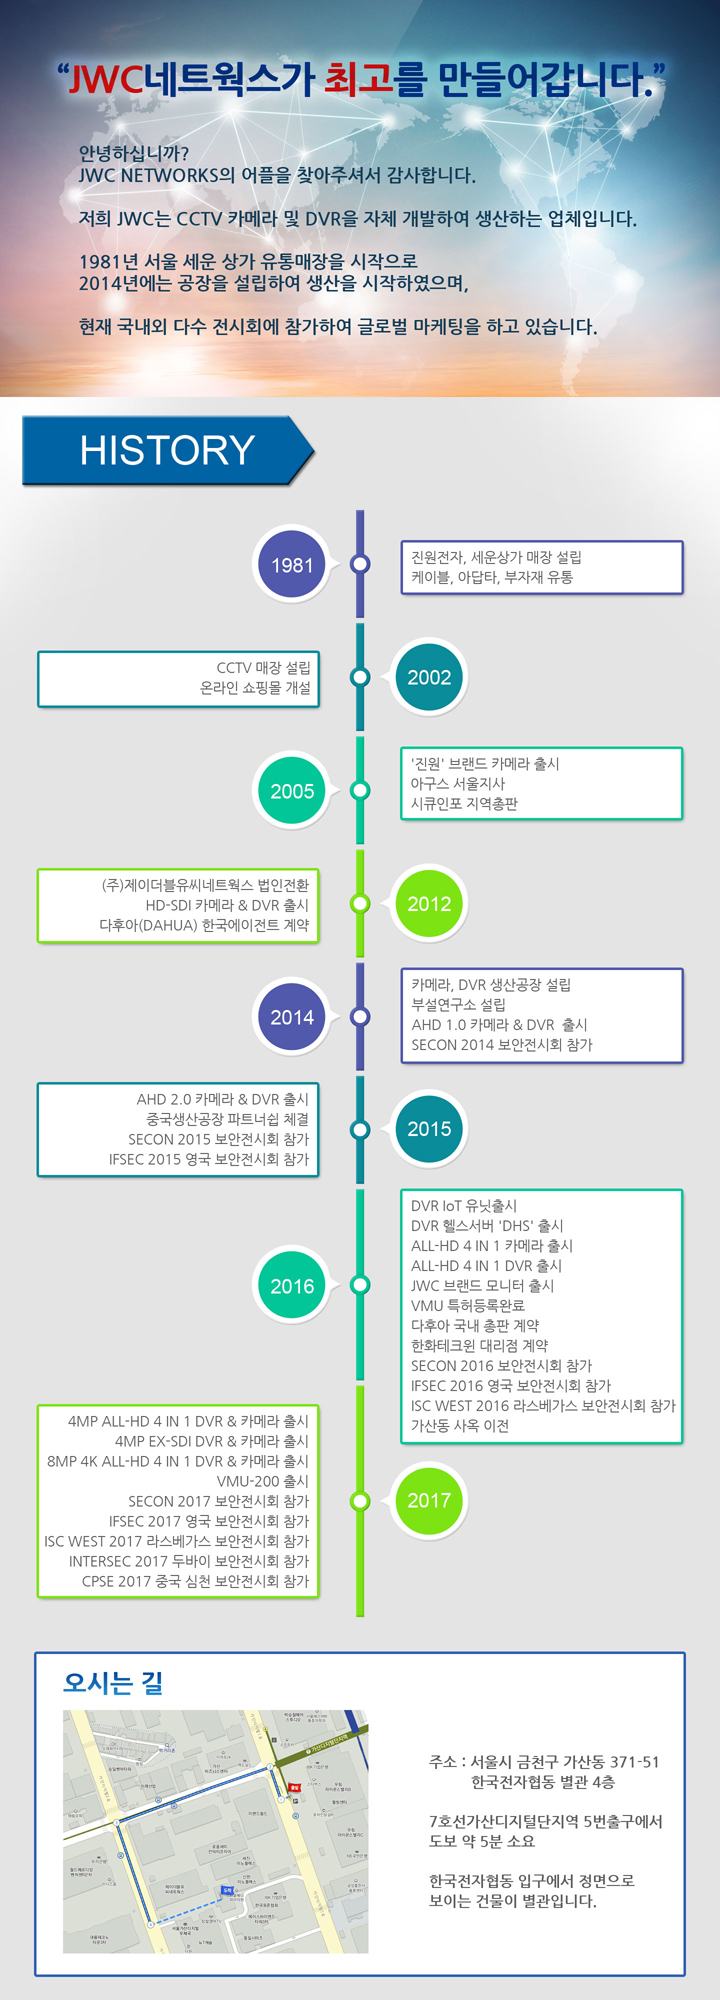 “JWC네트웍스가 최고를 만들어갑니다.”
안녕하십니까?
JWC NETWORKS의 어플을 찾아주셔서 감사합니다.
저희 JWC는 CCTV 카메라 및 DVR을 자체 개발하여 생산하는 업체입니다.
1981년 서울 세운 상가 유통매장을 시작으로
2014년에는 공장을 설립하여 생산을 시작하였으며,
현재 국내외 다수 전시회에 참가하여 글로벌 마케팅을 하고 있습니다.
HISTORY
1981
진원전자, 세운상가 매장 설립
케이블, 아답타, 부자재 유통
2002
CCTV 매장 설립
온라인 쇼핑몰 개설
2005
'진원' 브랜드 카메라 출시
아구스 서울지사
시큐인포 지역총판
2012
(주)제이더블유씨네트웍스 법인전환
HD-SDI 카메라 & DVR 출시
다후아(DAHUA) 한국에이전트 계약
2014
카메라, DVR 생산공장 설립
부설연구소 설립
AHD 1.0 카메라 & DVR 출시
SECON 2014 보안전시회 참가
2015
AHD 2.0 카메라 & DVR 출시
중국생산공장 파트너쉽 체결
SECON 2015 보안전시회 참가
IFSEC 2015 영국 보안전시회 참가
2016
DVR IoT 유닛출시
DVR 헬스서버 'DHS' 출시
ALL-HD 4 IN 1 카메라 출시
ALL-HD 4 IN 1 DVR 출시
JWC 브랜드 모니터 출시
VMU 특허등록완료
다후아 국내 총판 계약
한화테크윈 대리점 계약
SECON 2016 보안전시회 참가
IFSEC 2016 영국 보안전시회 참가
ISC WEST 2016 라스베가스 보안전시회 참가
가산동 사옥 이전
2017
4MP ALL-HD 4 IN 1 DVR & 카메라 출시
4MP EX-SDI DVR & 카메라 출시
8MP 4K ALL-HD 4 IN 1 DVR & 카메라 출시
VMU-200 출시
SECON 2017 보안전시회 참가
IFSEC 2017 영국 보안전시회 참가
ISC WEST 2017 라스베가스 보안전시회 참가
INTERSEC 2017 두바이 보안전시회 참가
CPSE 2017 중국 심천 보안전시회 참가
오시는 길
가산디지털단지역
출발
도착
주소 : 서울시 금천구 가산동 371-51
한국전자협동 별관 4층
7호선가산디지털단지역 5번출구에서
도보 약 5분 소요
한국전자협동 입구에서 정면으로
보이는 건물이 별관입니다.